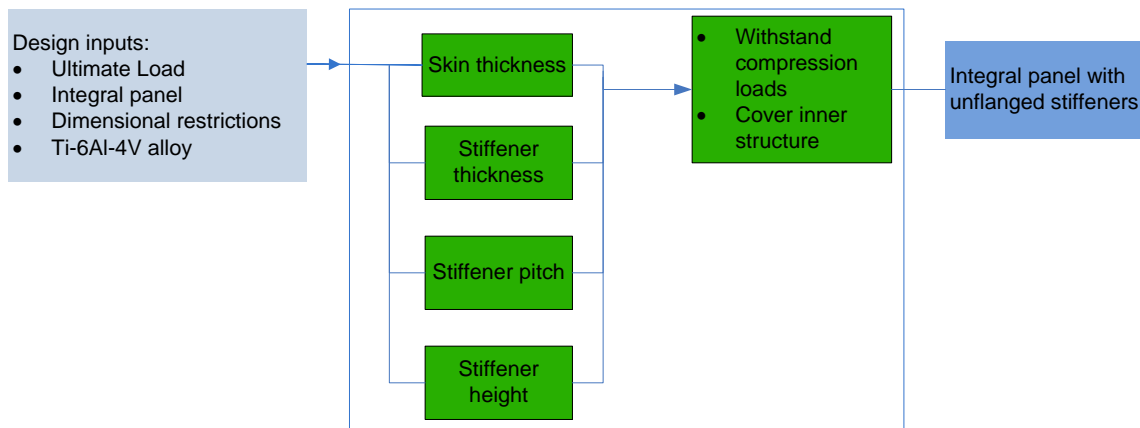 Design inputs:
• Ultimate Load
• Integral panel
• Dimensional restrictions
• Ti-6Al-4V alloy
Skin thickness
Stiffener
thickness
Stiffener pitch
Stiffener
height
• Withstand
compression
loads
• Cover inner
structure
Integral panel with
unflanged stiffeners